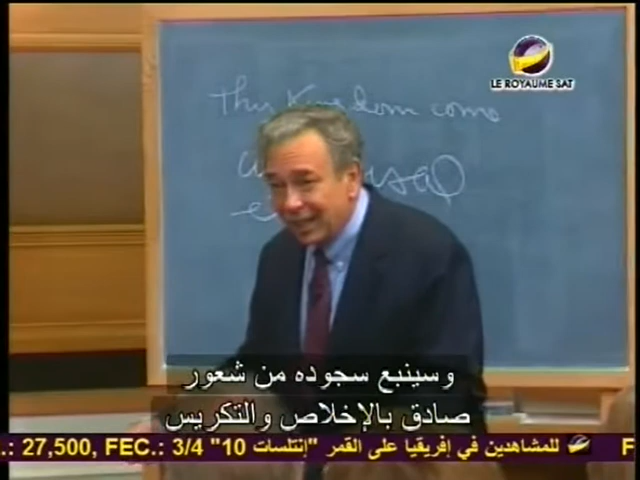 LE ROYAUME SAT
Thy Kingdom come
وسينبع سجوده من شعور
صادق بالإخلاص والتكريس
للمشاهدين في إفريقيا على القمر "إنتلسات 10" FEC.: 3/4 ,27,500 :.